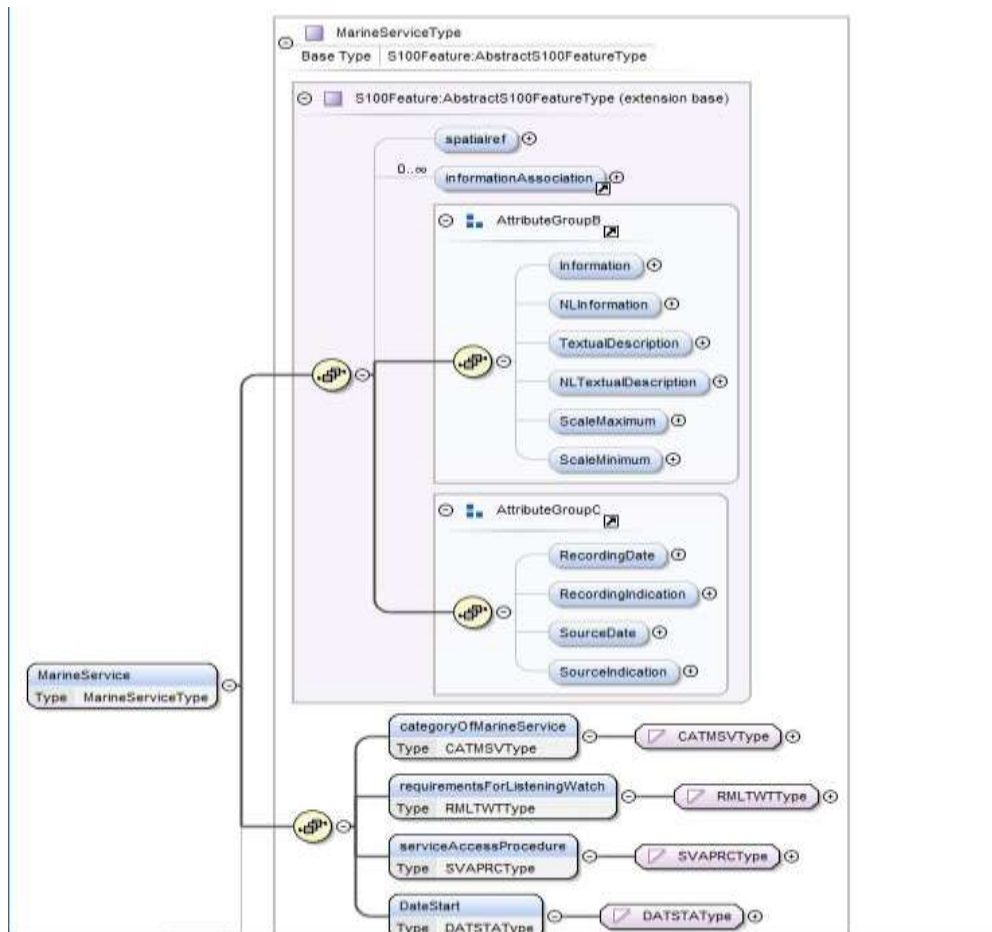 MarineServiceType
Base Type S100Feature:AbstractS100FeatureType
S100Feature:AbstractS100FeatureType (extension base)
spatialref
0..∞
informationAssociation
AttributeGroupB
Information
NLInformation
TextualDescription
NLTextualDescription
ScaleMaximum
ScaleMinimum
AttributeGroupC
RecordingDate
RecordingIndication
SourceDate
SourceIndication
MarineService
Type MarineServiceType
categoryOfMarineService
Type CATMSVType
CATMSVType
requirementsForListeningWatch
Type RMLTWTType
RMLTWTType
serviceAccessProcedure
Type SVAPRCType
SVAPRCType
DateStart
Type DATSTAType
DATSTAType